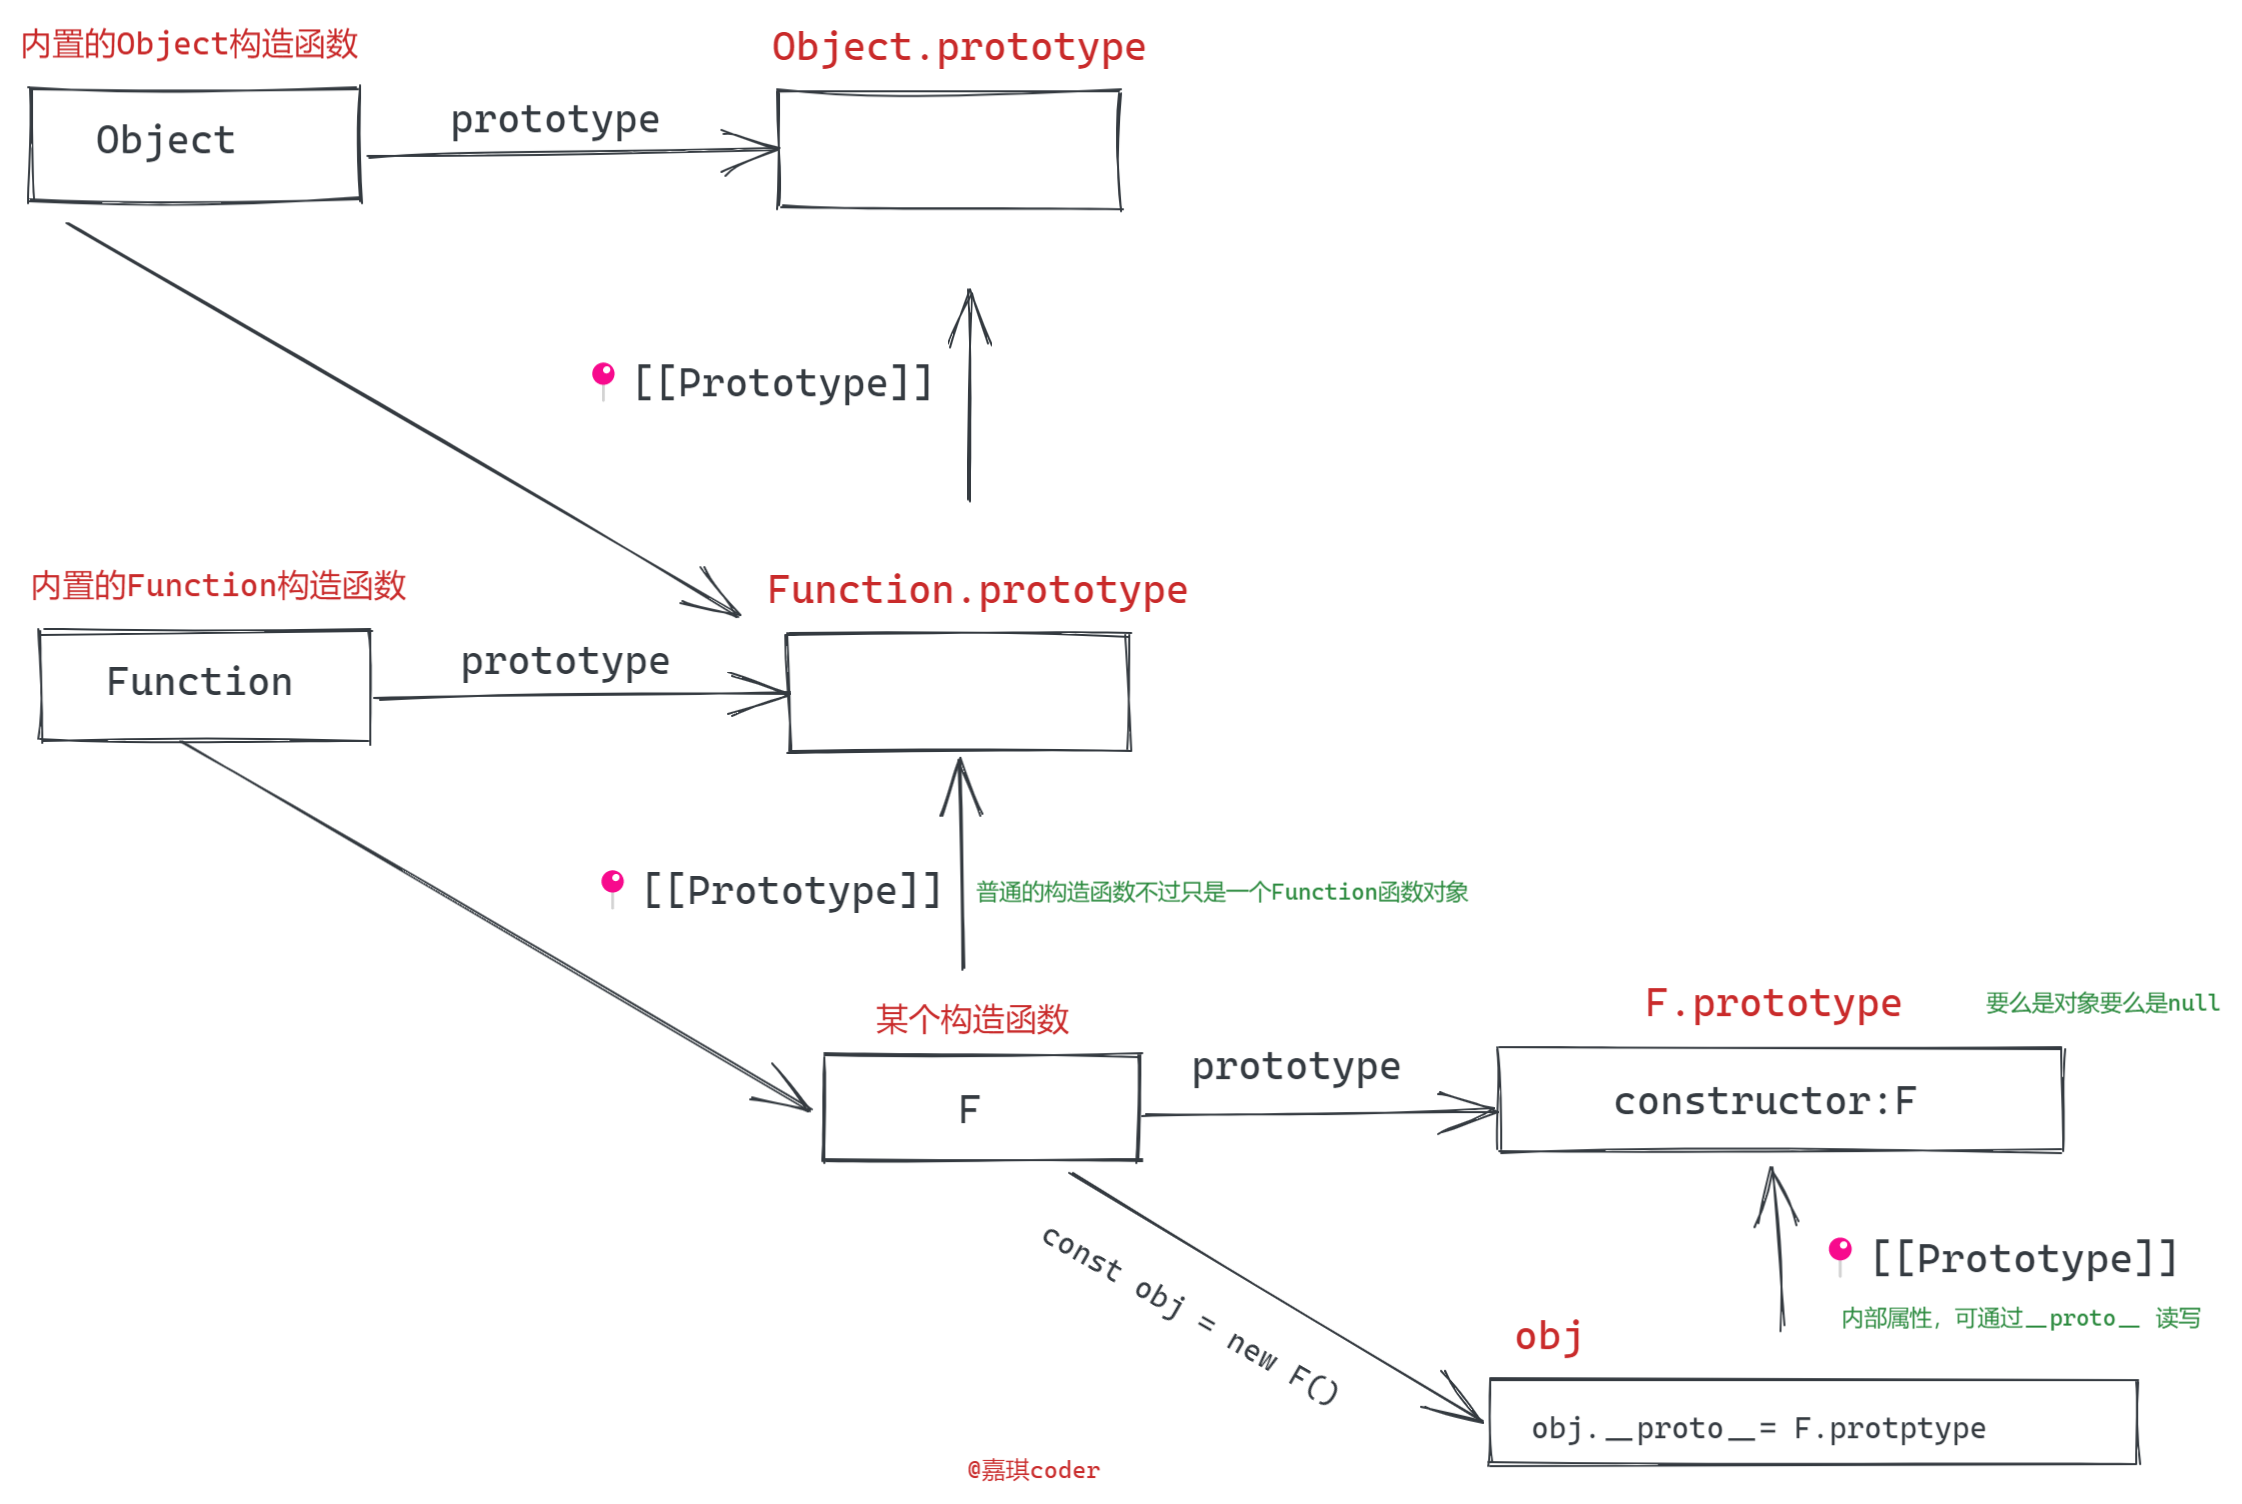 内置的Object构造函数
Object.prototype
Object
prototype
[[Prototype]]
内置的Function构造函数
Function.prototype
Function
prototype
[[Prototype]]
普通的构造函数不过只是一个Function函数对象
某个构造函数
F.prototype
要么是对象要么是null
F
prototype
constructor:F
const obj = new F()
[[Prototype]]
内部属性，可通过__proto__ 读写
obj
obj.__proto__= F.protptype
@嘉琪coder